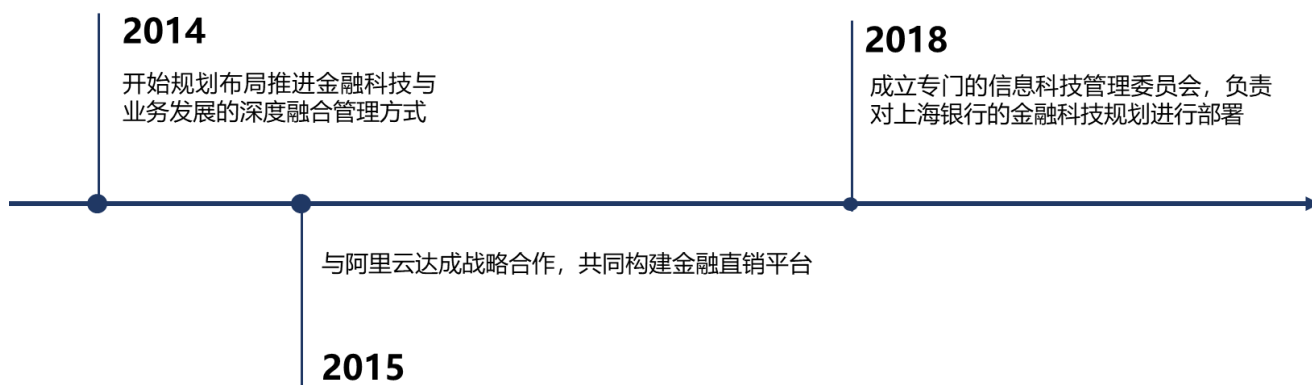 2014
开始规划布局推进金融科技与
业务发展的深度融合管理方式
2018
成立专门的信息科技管理委员会，负责
对上海银行的金融科技规划进行部署
与阿里云达成战略合作，共同构建金融直销平台
2015